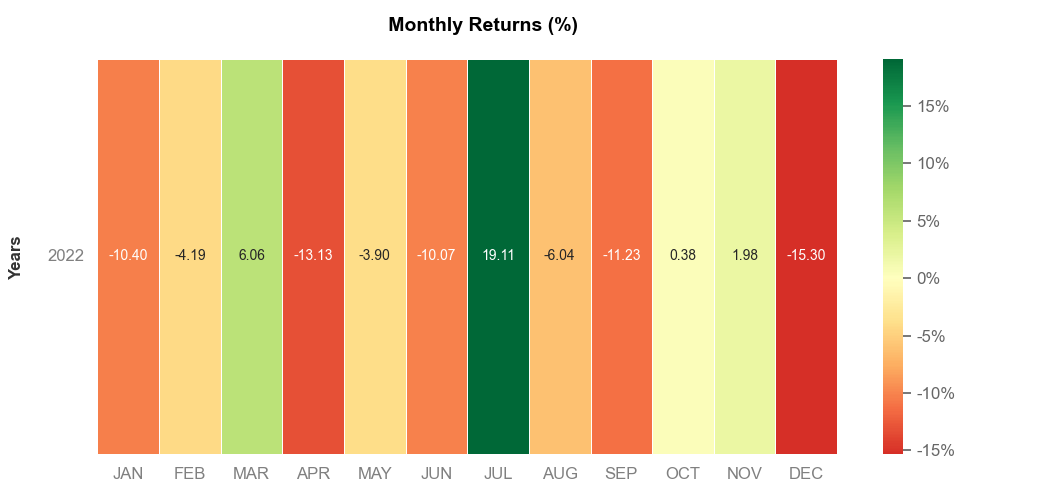 Monthly Returns (%)
Years
2022
-10.40 -4.19 6.06 -13.13 -3.90 -10.07 19.11 -6.04 -11.23 0.38 1.98 -15.30
JAN FEB MAR APR MAY JUN JUL AUG SEP OCT NOV DEC
15%
10%
5%
0%
-5%
-10%
-15%